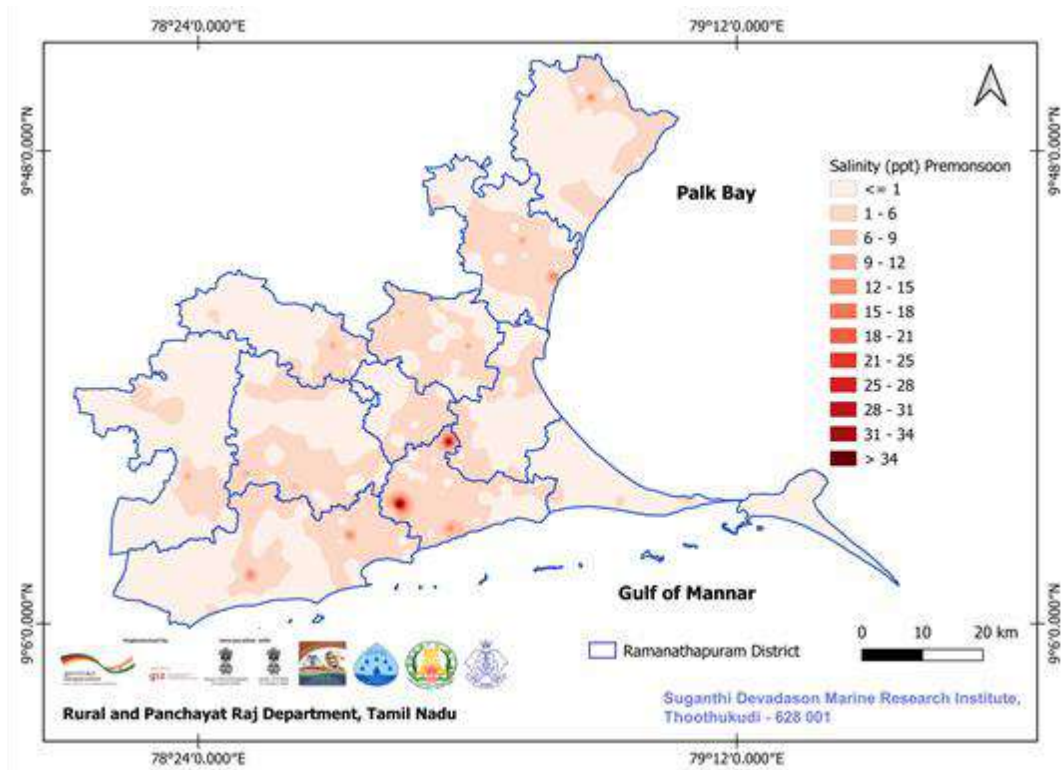 78°24'0.000"E
79°12'0.000"E
9°48'0.000"N
9°48'0.000"N
Palk Bay
Salinity (ppt) Premonsoon
<= 1
1 - 6
6 - 9
9 - 12
12 - 15
15 - 18
18 - 21
21 - 25
25 - 28
28 - 31
31 - 34
> 34
Gulf of Mannar
9°6'0.000"N
9°6'0.000"N
0 10 20 km
Ramanathapuram District
giz
Rural and Panchayat Raj Department, Tamil Nadu
Suganthi Devadason Marine Research Institute,
Thoothukudi - 628 001
78°24'0.000"E
79°12'0.000"E